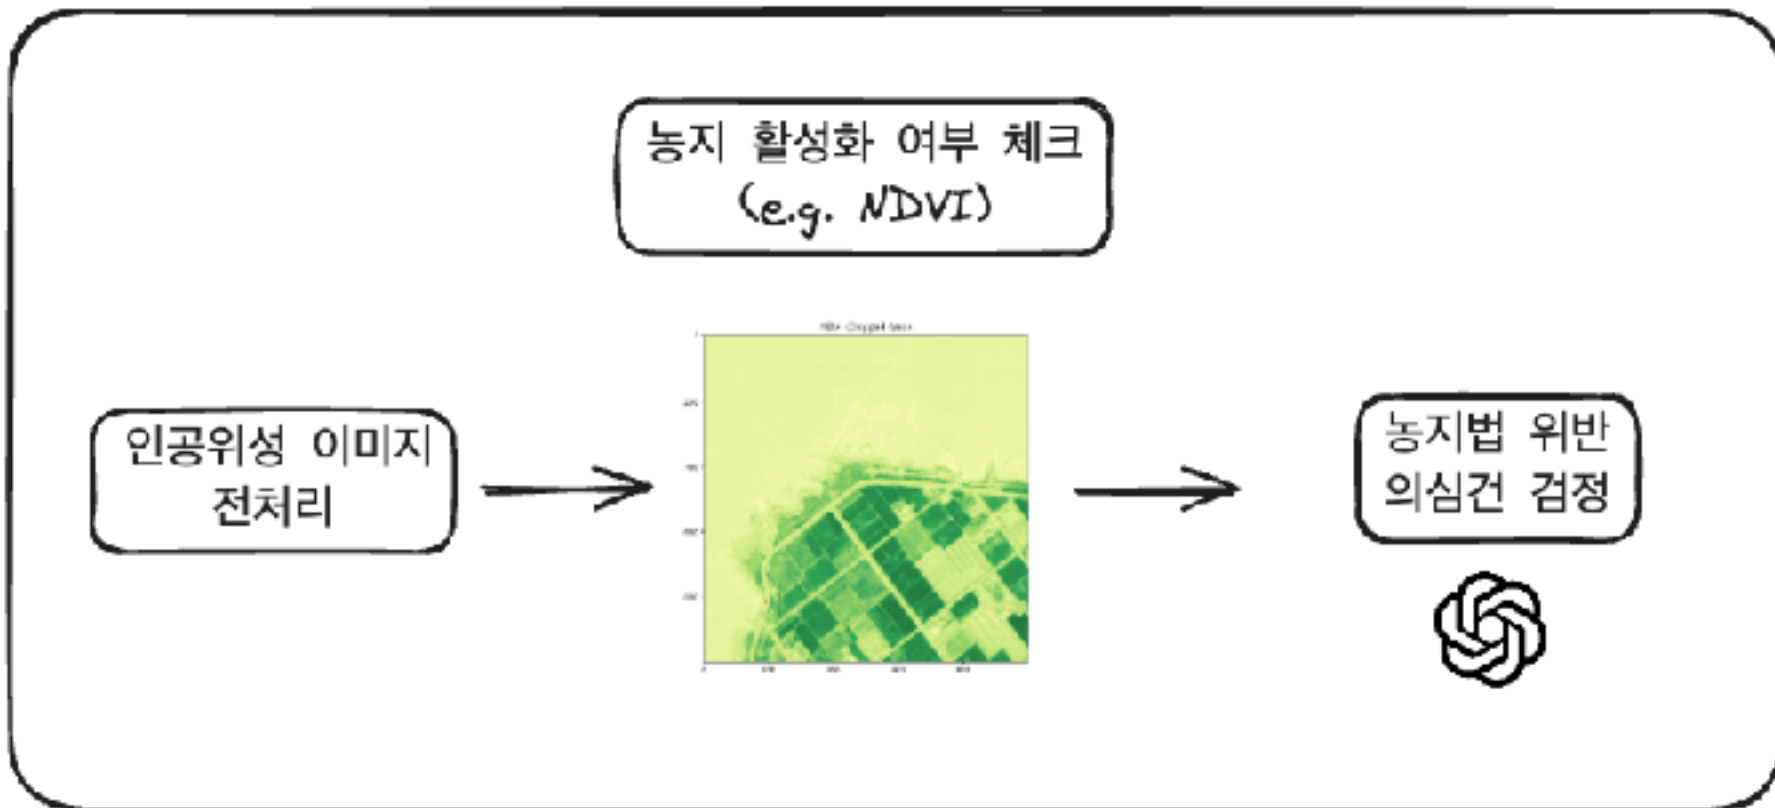 농지 활성화 여부 체크
(e.g. NDVI)
인공위성 이미지
전처리
농지법 위반
의심건 검정